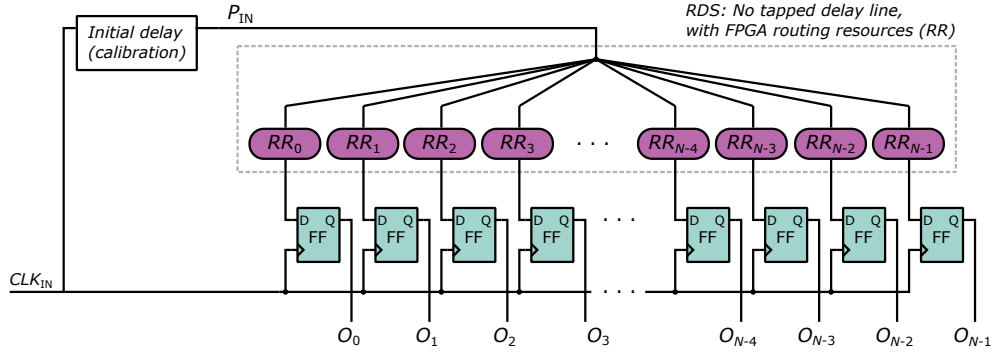 P_IN
RDS: No tapped delay line,
with FPGA routing resources (RR)
Initial delay
(calibration)
RR_0 RR_1 RR_2 RR_3 · · · RR_N-4 RR_N-3 RR_N-2 RR_N-1
D Q D Q D Q D Q · · · D Q D Q D Q D Q
FF FF FF FF FF FF FF FF
CLK_IN
· · ·
O_0 O_1 O_2 O_3 O_N-4 O_N-3 O_N-2 O_N-1